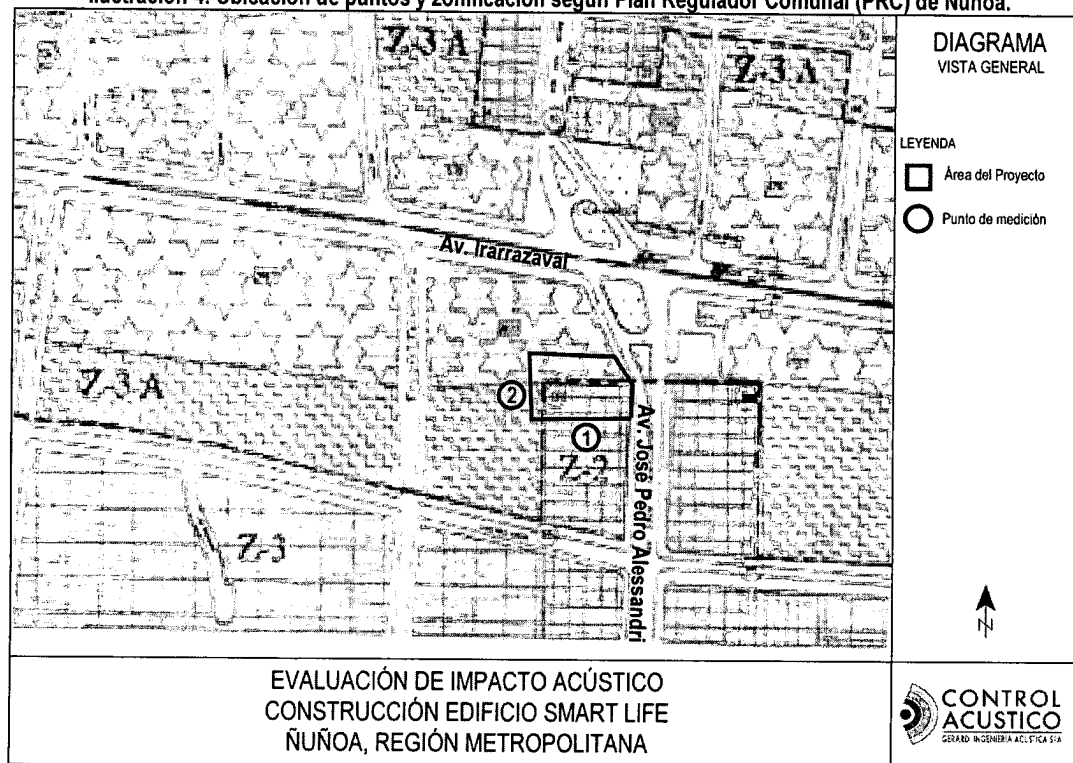 Ilustración 4. Ubicación de puntos y zonificación según Plan Regulador Comunal (PRC) de Ñuñoa.
Z-3 A
Z-3 A
DIAGRAMA
VISTA GENERAL
LEYENDA
Área del Proyecto
Punto de medición
Av. Irarrazaval
Z-3 A
2
1
Z-2
Av. José Pedro Alessandri
Z-3
N
EVALUACIÓN DE IMPACTO ACÚSTICO
CONSTRUCCIÓN EDIFICIO SMART LIFE
ÑUÑOA, REGIÓN METROPOLITANA
CONTROL
ACUSTICO
GERARD INGENIERIA ACUSTICA SpA